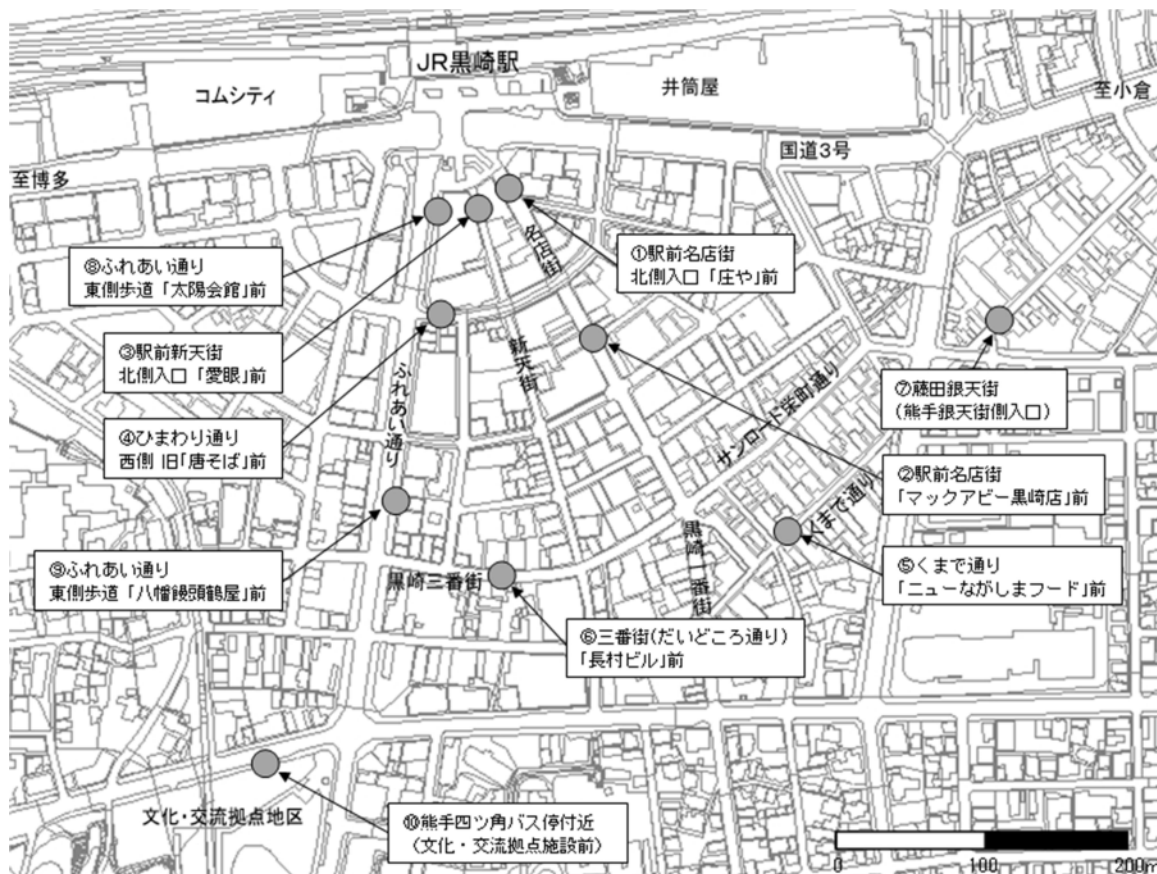 JR黒崎駅
コムシティ
井筒屋
至小倉
国道3号
至博多
名店街
①駅前名店街
北側入口「庄や」前
⑧ふれあい通り
東側歩道「太陽会館」前
③駅前新天街
北側入口「愛眼」前
新天街
ふれあい通り
⑦藤田銀天街
(熊手銀天街側入口)
④ひまわり通り
西側 旧「唐そば」前
サンロード栄町通り
②駅前名店街
「マックアビー黒崎店」前
くまで通り
⑨ふれあい通り
東側歩道「八幡饅頭鶴屋」前
黒崎三番街
黒崎一番街
⑤くまで通り
「ニューながしまフード」前
⑥三番街(だいどころ通り)
「長村ビル」前
文化・交流拠点地区
⑩熊手四ツ角バス停付近
(文化・交流拠点施設前)
0 100 200m